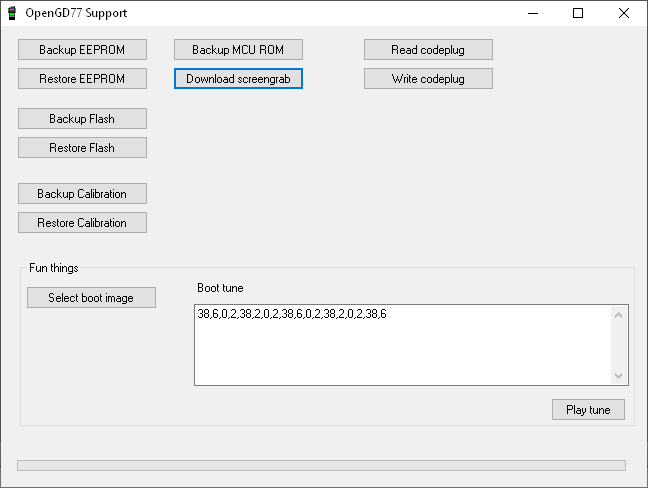 OpenGD77 Support
Backup EEPROM
Backup MCU ROM
Read codeplug
Restore EEPROM
Download screengrab
Write codeplug
Backup Flash
Restore Flash
Backup Calibration
Restore Calibration
Fun things
Select boot image
Boot tune
38,6,0,2,38,2,0,2,38,6,0,2,38,2,0,2,38,6
Play tune